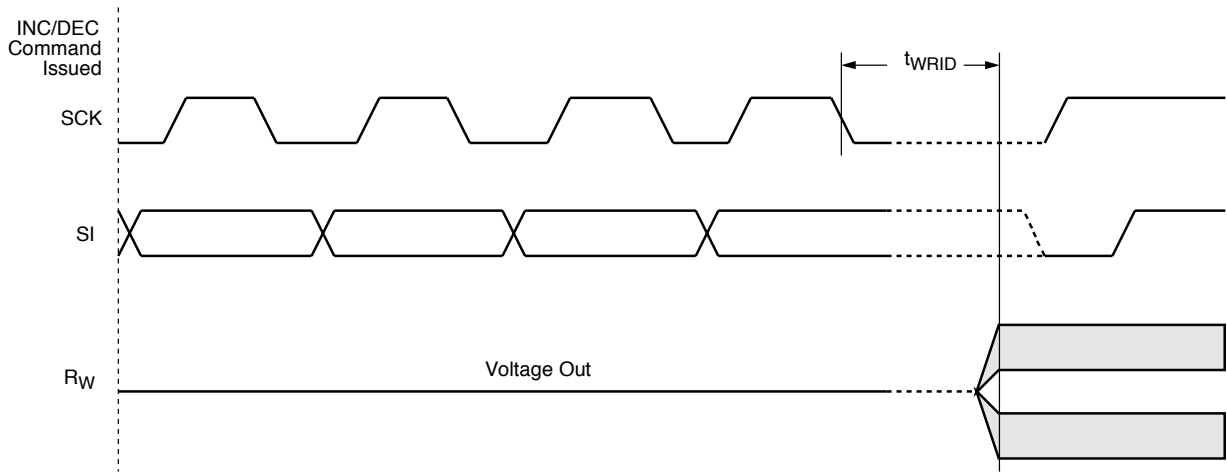 INC/DEC
Command
Issued
tWRID
SCK
SI
Voltage Out
RW